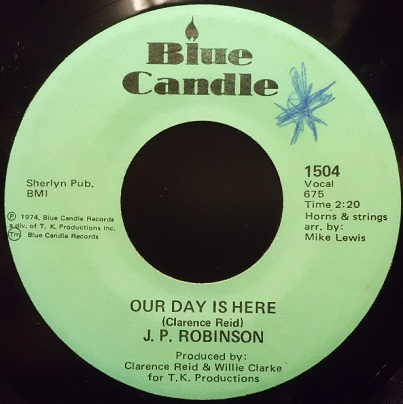 Blue
Candle
Sherlyn Pub.
BMI
℗ 1974, Blue Candle Records
a div. of T. K. Productions Inc.
Tm Blue Candle Records
1504
Vocal
675
Time 2:20
Horns & strings
arr. by:
Mike Lewis
OUR DAY IS HERE
(Clarence Reid)
J. P. ROBINSON
Produced by:
Clarence Reid & Willie Clarke
for T.K. Productions